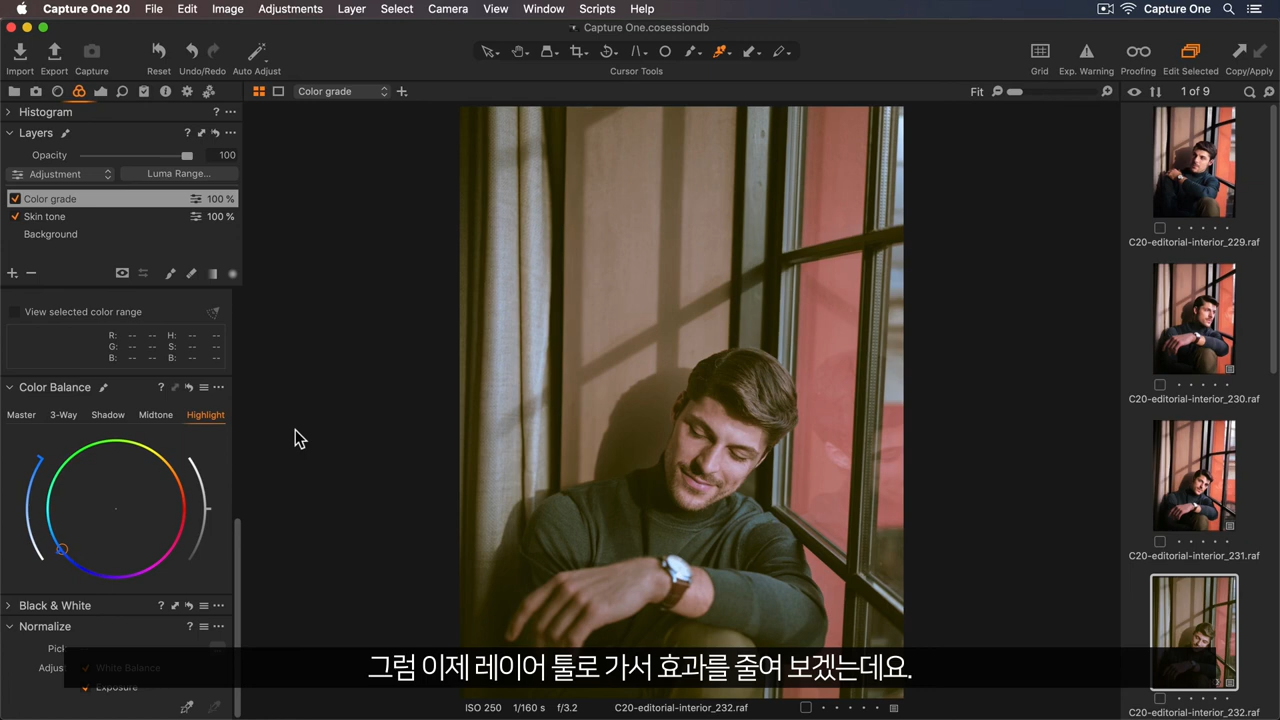 Capture One 20 File Edit Image Adjustments Layer Select Camera View Window Scripts Help Capture One
Capture One.cosessiondb
Import Export Capture Reset Undo/Redo Auto Adjust Cursor Tools Grid Exp. Warning Proofing Edit Selected Copy/Apply
Color grade Fit 1 of 9
Histogram ? ...
Layers ? ...
Opacity 100
Adjustment Luma Range...
Color grade 100 %
Skin tone 100 %
Background
C20-editorial-interior_229.raf
View selected color range
R: -- -- H: -- --
G: -- -- S: -- --
B: -- -- B: -- --
Color Balance ? ...
C20-editorial-interior_230.raf
Master 3-Way Shadow Midtone Highlight
C20-editorial-interior_231.raf
Black & White ? ...
Normalize ? ...
Pick
Adjust White Balance
Exposure
그럼 이제 레이어 툴로 가서 효과를 줄여 보겠는데요.
ISO 250 1/160 s f/3.2 C20-editorial-interior_232.raf
C20-editorial-interior_232.raf